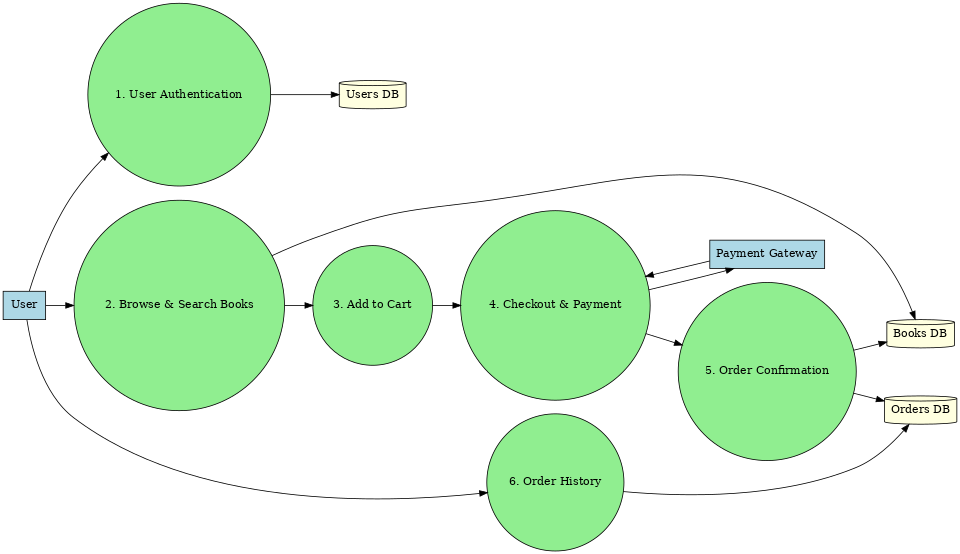 1. User Authentication
Users DB
Payment Gateway
User
2. Browse & Search Books
3. Add to Cart
4. Checkout & Payment
Books DB
5. Order Confirmation
Orders DB
6. Order History